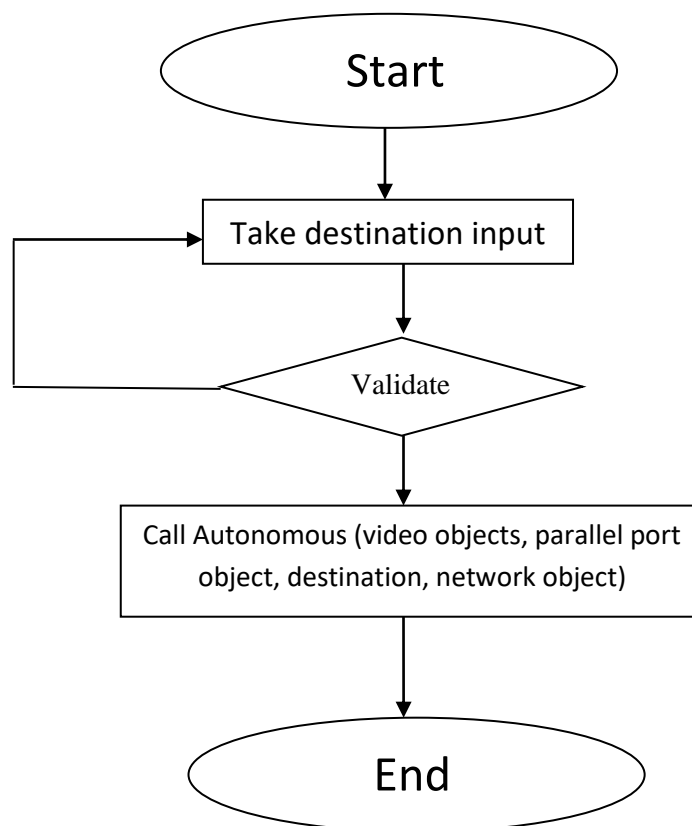 Start
Take destination input
Validate
Call Autonomous (video objects, parallel port
object, destination, network object)
End